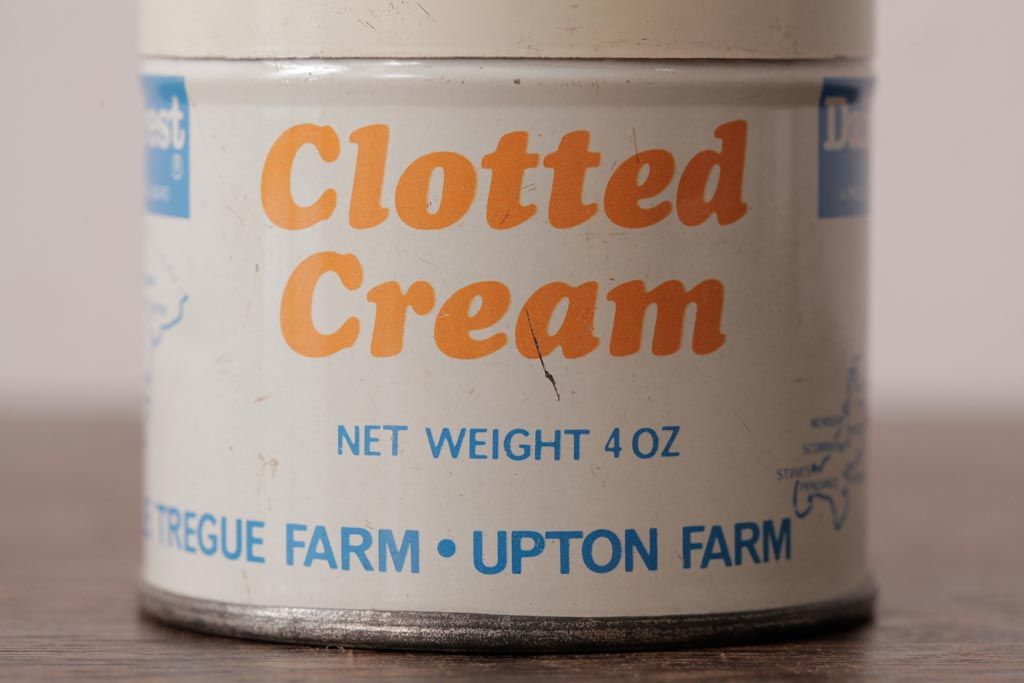 Clotted
Cream
NET WEIGHT 4 OZ
TREGUE FARM • UPTON FARM